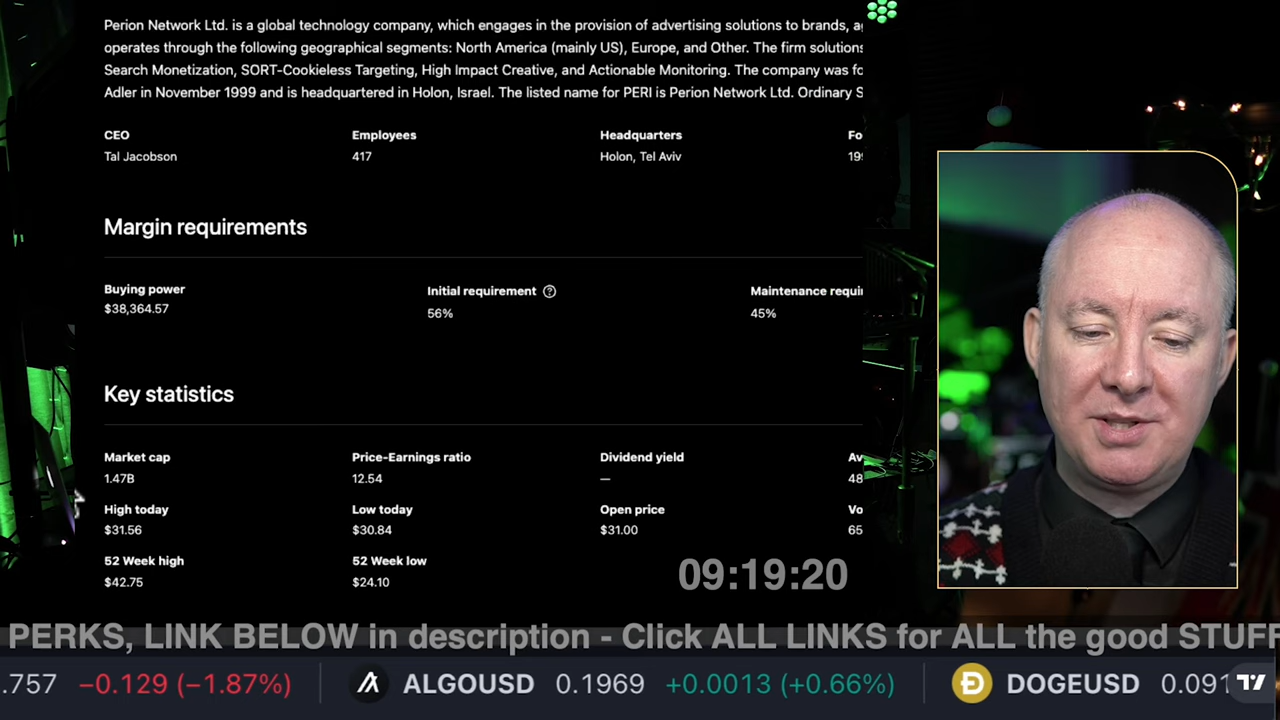 Perion Network Ltd. is a global technology company, which engages in the provision of advertising solutions to brands,
operates through the following geographical segments: North America (mainly US), Europe, and Other. The firm solutions
Search Monetization, SORT-Cookieless Targeting, High Impact Creative, and Actionable Monitoring. The company was
Adler in November 1999 and is headquartered in Holon, Israel. The listed name for PERI is Perion Network Ltd. Ordinary
CEO Employees Headquarters
Tal Jacobson 417 Holon, Tel Aviv
Margin requirements
Buying power Initial requirement Maintenance
$38,364.57 56% 45%
Key statistics
Market cap Price-Earnings ratio Dividend yield
1.47B 12.54 —
High today Low today Open price
$31.56 $30.84 $31.00
52 Week high 52 Week low
$42.75 $24.10
09:19:20
PERKS, LINK BELOW in description - Click ALL LINKS for ALL the good STUFF
.757 −0.129 (−1.87%) ALGOUSD 0.1969 +0.0013 (+0.66%) DOGEUSD 0.091